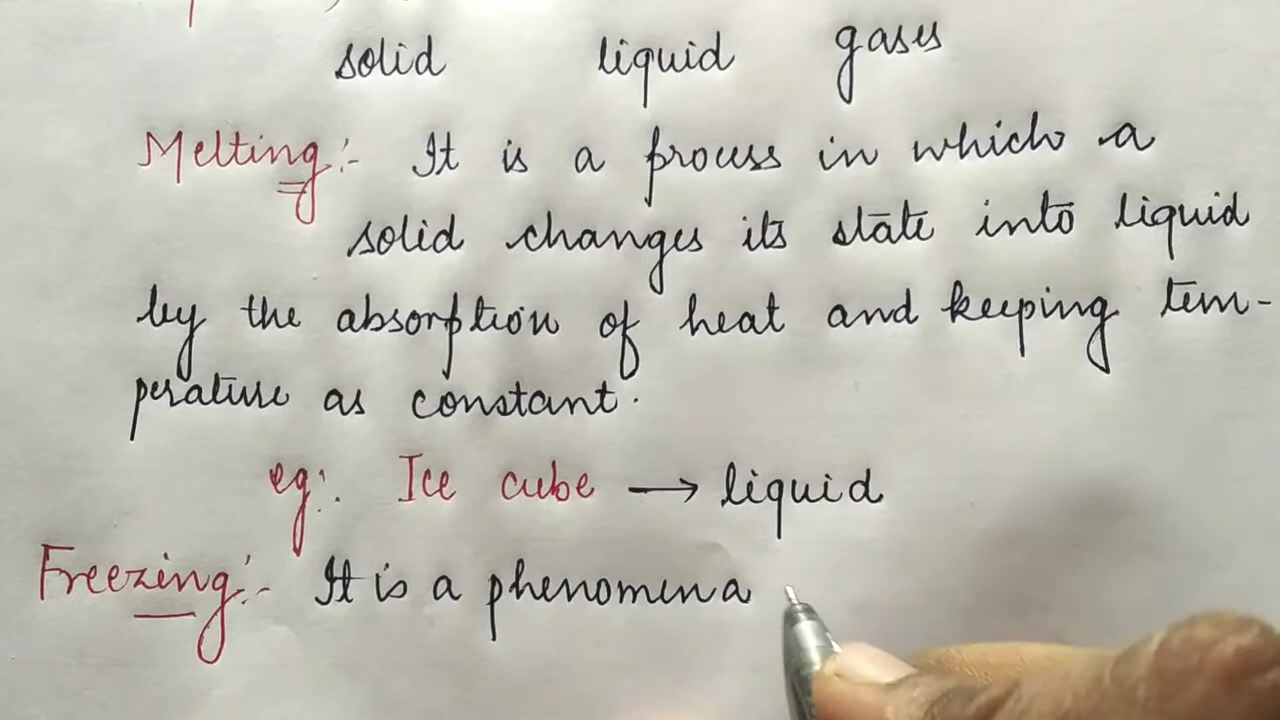 solid liquid gases
Melting:- It is a process in which a
solid changes its state into liquid
by the absorption of heat and keeping tem-
perature as constant.
eg:. Ice cube → liquid
Freezing:- It is a phenomena